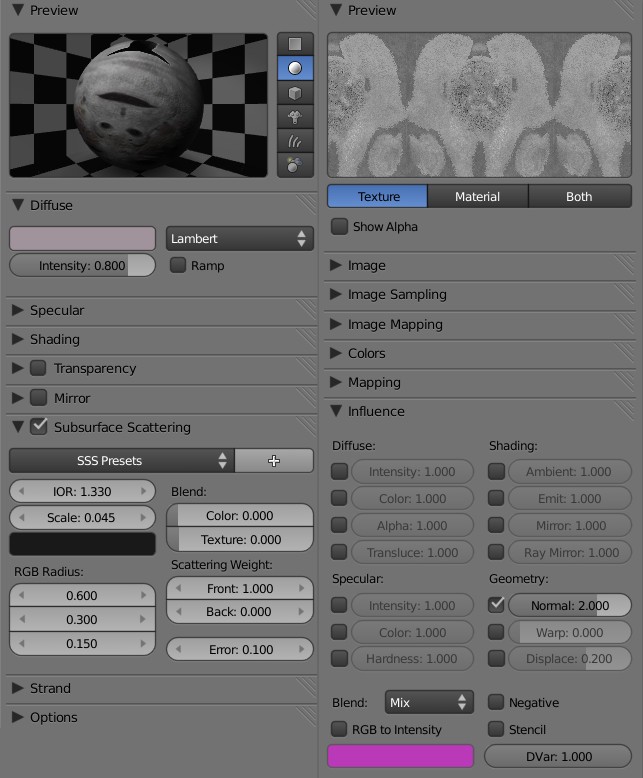 Preview
Diffuse
Lambert
Intensity: 0.800
Ramp
Specular
Shading
Transparency
Mirror
Subsurface Scattering
SSS Presets
IOR: 1.330
Scale: 0.045
Blend:
Color: 0.000
Texture: 0.000
RGB Radius:
0.600
0.300
0.150
Scattering Weight:
Front: 1.000
Back: 0.000
Error: 0.100
Strand
Options
Preview
Texture Material Both
Show Alpha
Image
Image Sampling
Image Mapping
Colors
Mapping
Influence
Diffuse:
Intensity: 1.000
Color: 1.000
Alpha: 1.000
Transluce: 1.000
Shading:
Ambient: 1.000
Emit: 1.000
Mirror: 1.000
Ray Mirror: 1.000
Specular:
Intensity: 1.000
Color: 1.000
Hardness: 1.000
Geometry:
Normal: 2.000
Warp: 0.000
Displace: 0.200
Blend: Mix
Negative
RGB to Intensity
Stencil
DVar: 1.000